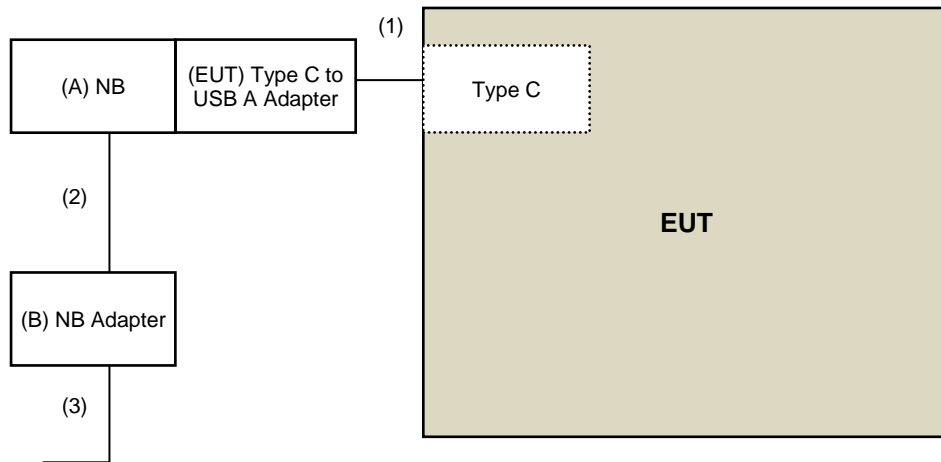 (1)
(A) NB
(EUT) Type C to
USB A Adapter
Type C
(2)
EUT
(B) NB Adapter
(3)